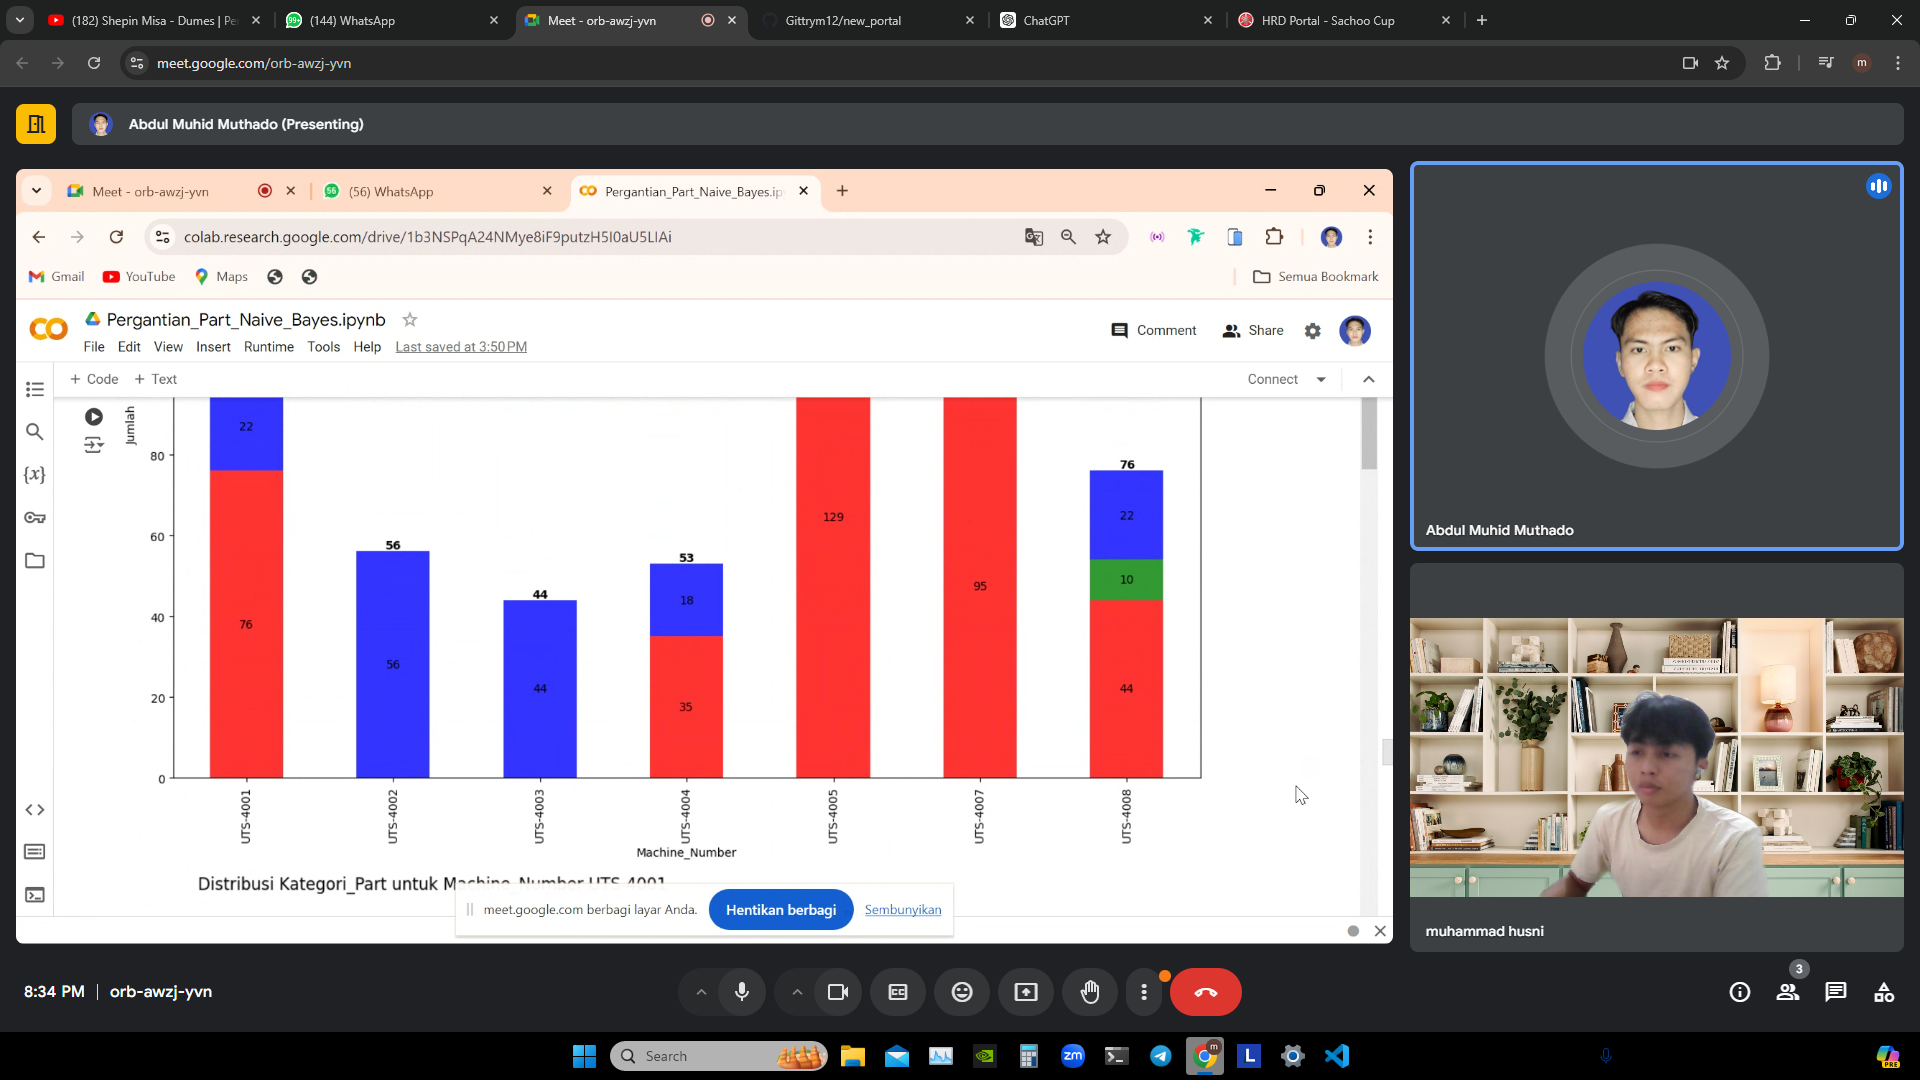 (182) Shepin Misa - Dumes | Pe
(144) WhatsApp
Meet - orb-awzj-yvn
Gittrym12/new_portal
ChatGPT
HRD Portal - Sachoo Cup
meet.google.com/orb-awzj-yvn
m
Abdul Muhid Muthado (Presenting)
Meet - orb-awzj-yvn
(56) WhatsApp
Pergantian_Part_Naive_Bayes.ip
colab.research.google.com/drive/1b3NSPqA24NMye8iF9putzH5I0aU5LIAi
Gmail
YouTube
Maps
Semua Bookmark
Pergantian_Part_Naive_Bayes.ipynb
Comment
Share
File Edit View Insert Runtime Tools Help Last saved at 3:50 PM
+ Code + Text
Connect
Jumlah
80
60
40
20
0
22
76
56
56
44
44
53
18
35
129
95
76
22
10
44
UTS-4001
UTS-4002
UTS-4003
UTS-4004
UTS-4005
UTS-4007
UTS-4008
Machine_Number
Distribusi Kategori_Part untuk Machine_Number UTS-4001
meet.google.com berbagi layar Anda.
Hentikan berbagi
Sembunyikan
Abdul Muhid Muthado
muhammad husni
8:34 PM | orb-awzj-yvn
3
Search